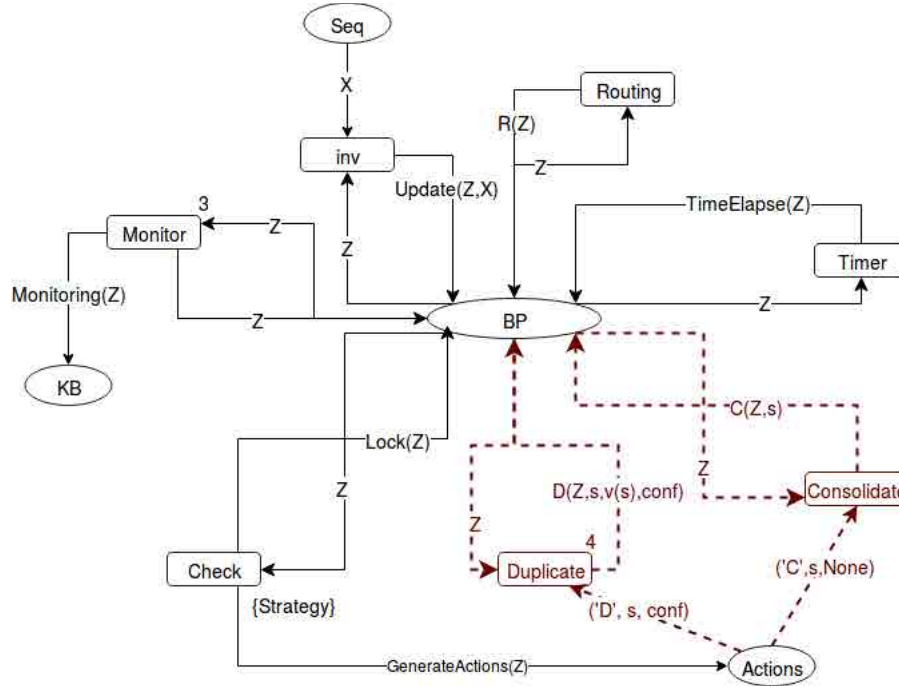 Seq
X
Routing
R(Z)
inv
Z
Update(Z,X)
3
TimeElapse(Z)
Monitor
Z
Z
Timer
Monitoring(Z)
Z
BP
Z
KB
C(Z,s)
Lock(Z)
Z
Z
D(Z,s,v(s),conf)
Consolidate
Z
4
Check
Duplicate
('C',s,None)
{Strategy}
('D', s, conf)
GenerateActions(Z)
Actions